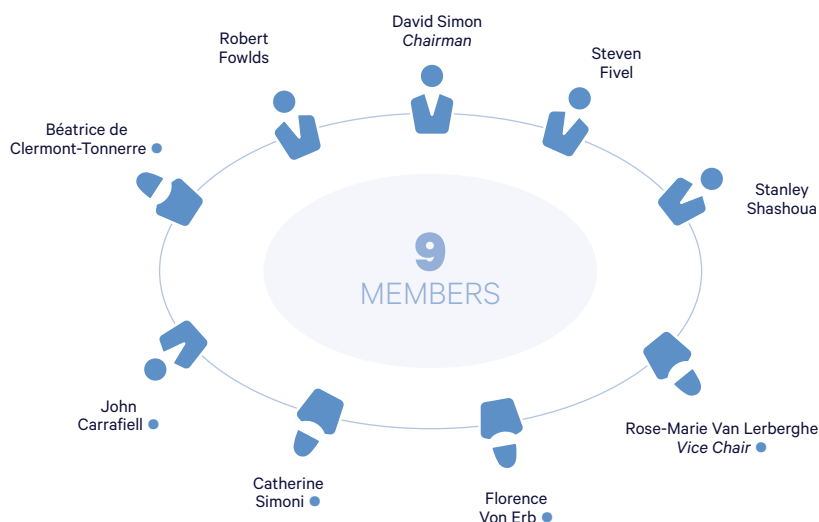 David Simon
Chairman
Robert
Fowlds
Steven
Fivel
Béatrice de
Clermont-Tonnerre
Stanley
Shashoua
9
MEMBERS
John
Carrafiell
Rose-Marie Van Lerberghe
Vice Chair
Catherine
Simoni
Florence
Von Erb